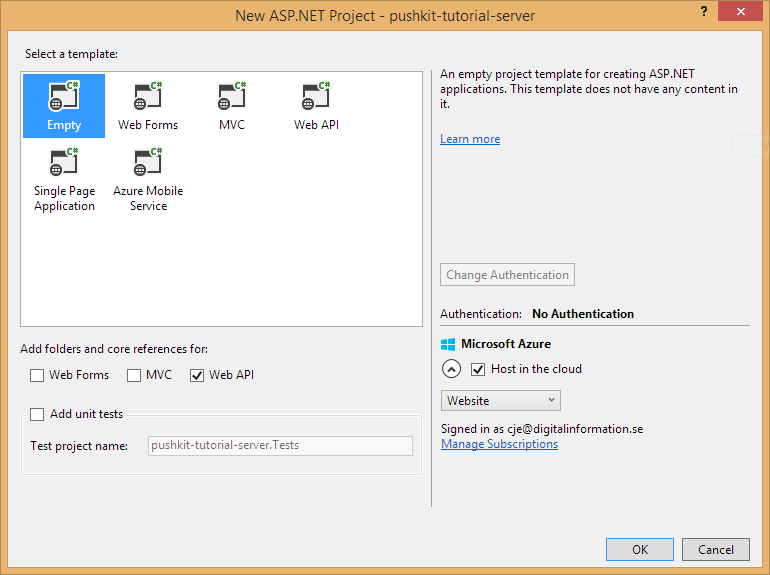 New ASP.NET Project - pushkit-tutorial-server
?
Select a template:
C#
Empty
C#
Web Forms
C#
MVC
C#
Web API
C#
Single Page
Application
C#
Azure Mobile
Service
An empty project template for creating ASP.NET
applications. This template does not have any content in
it.
Learn more
Change Authentication
Authentication: No Authentication
Microsoft Azure
Host in the cloud
Website
Signed in as cje@digitalinformation.se
Manage Subscriptions
Add folders and core references for:
Web Forms
MVC
Web API
Add unit tests
Test project name:
pushkit-tutorial-server.Tests
OK
Cancel